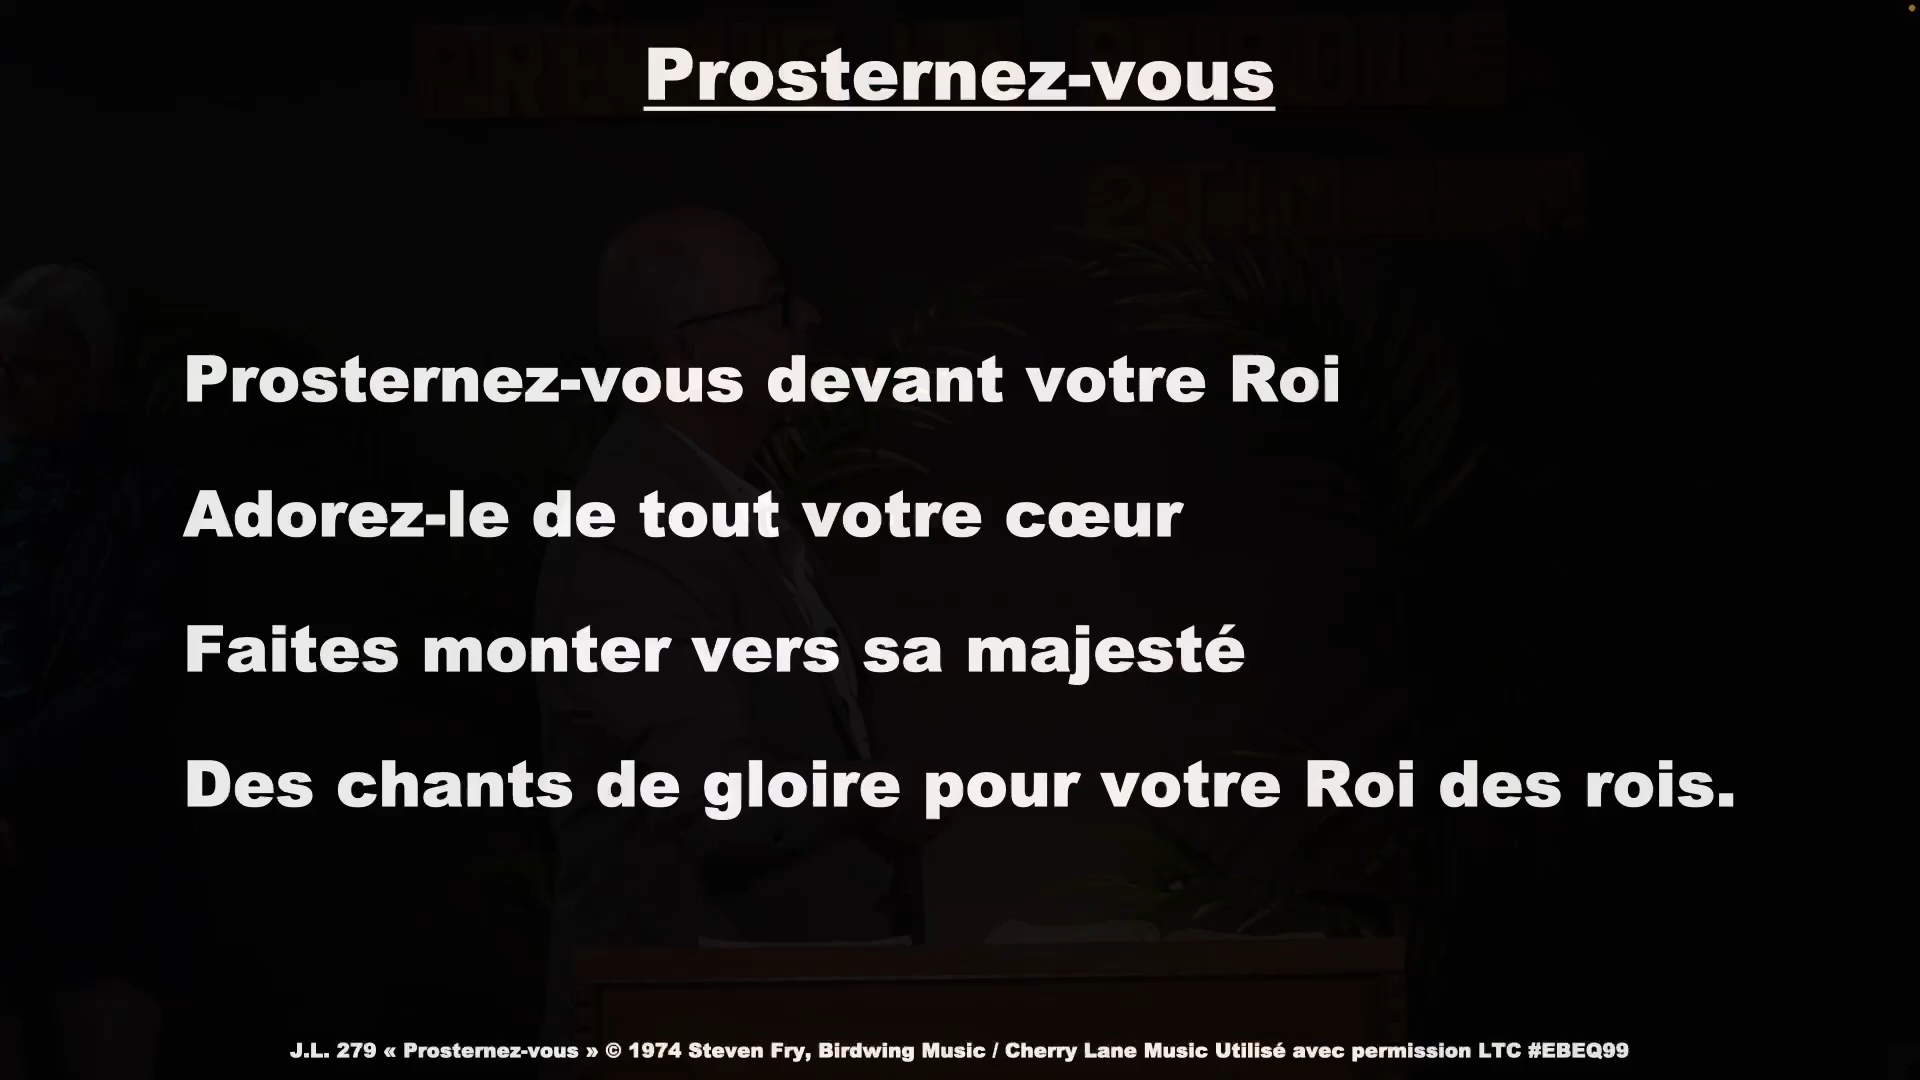 Prosternez-vous
Prosternez-vous devant votre Roi
Adorez-le de tout votre cœur
Faites monter vers sa majesté
Des chants de gloire pour votre Roi des rois.
J.L. 279 « Prosternez-vous » © 1974 Steven Fry, Birdwing Music / Cherry Lane Music Utilisé avec permission LTC #EBEQ99